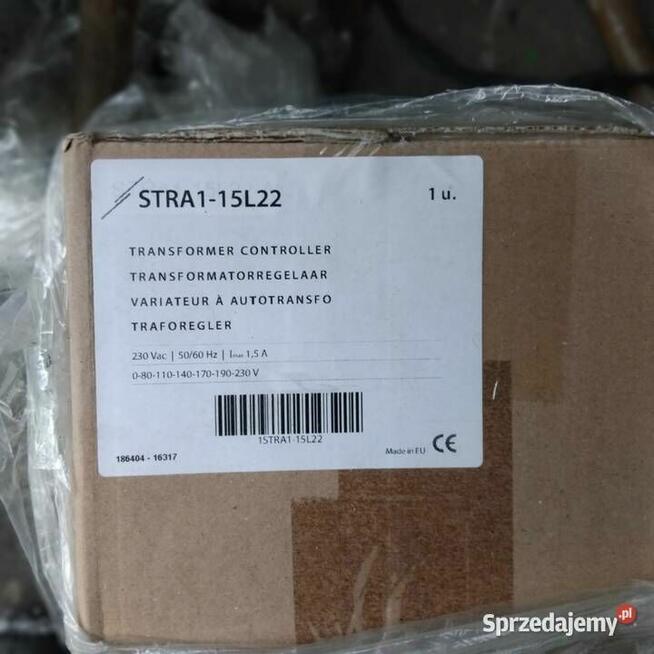 STRA1-15L22
1 u.
TRANSFORMER CONTROLLER
TRANSFORMATORREGELAAR
VARIATEUR À AUTOTRANSFO
TRAFOREGLER
230 Vac | 50/60 Hz | Imax 1,5 A
0-80-110-140-170-190-230 V
15TRA1-15L22
186404 - 16317
Made in EU CE
Sprzedajemy.pl